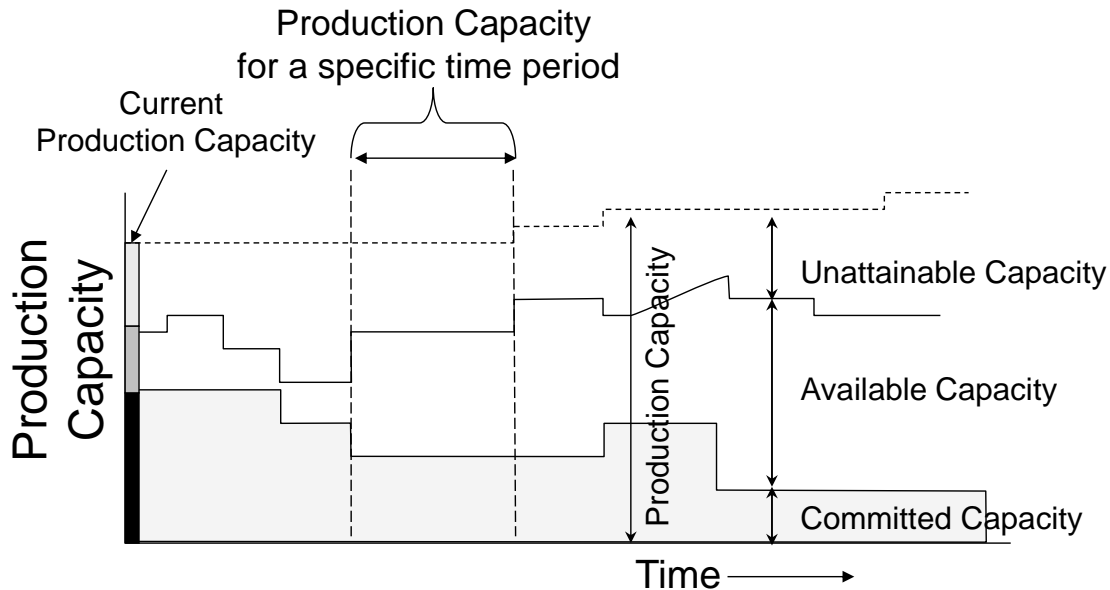 Production Capacity
for a specific time period
Current
Production Capacity
Production
Capacity
Production Capacity
Unattainable Capacity
Available Capacity
Committed Capacity
Time